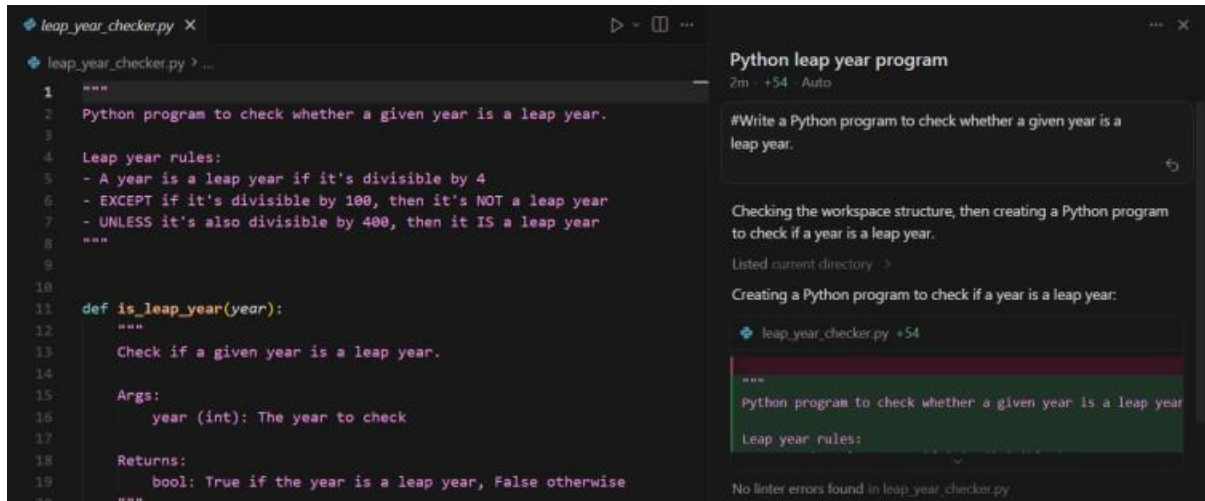 leap_year_checker.py
leap_year_checker.py > ...
1 """
2 Python program to check whether a given year is a leap year.
3
4 Leap year rules:
5 - A year is a leap year if it's divisible by 4
6 - EXCEPT if it's divisible by 100, then it's NOT a leap year
7 - UNLESS it's also divisible by 400, then it IS a leap year
8 """
9
10
11 def is_leap_year(year):
12 """
13 Check if a given year is a leap year.
14
15 Args:
16 year (int): The year to check
17
18 Returns:
19 bool: True if the year is a leap year, False otherwise
"""
Python leap year program
2m · +54 · Auto
#Write a Python program to check whether a given year is a
leap year.
Checking the workspace structure, then creating a Python program
to check if a year is a leap year.
Listed current directory >
Creating a Python program to check if a year is a leap year:
leap_year_checker.py +54
"""
Python program to check whether a given year is a leap year
Leap year rules:
No linter errors found in leap_year_checker.py